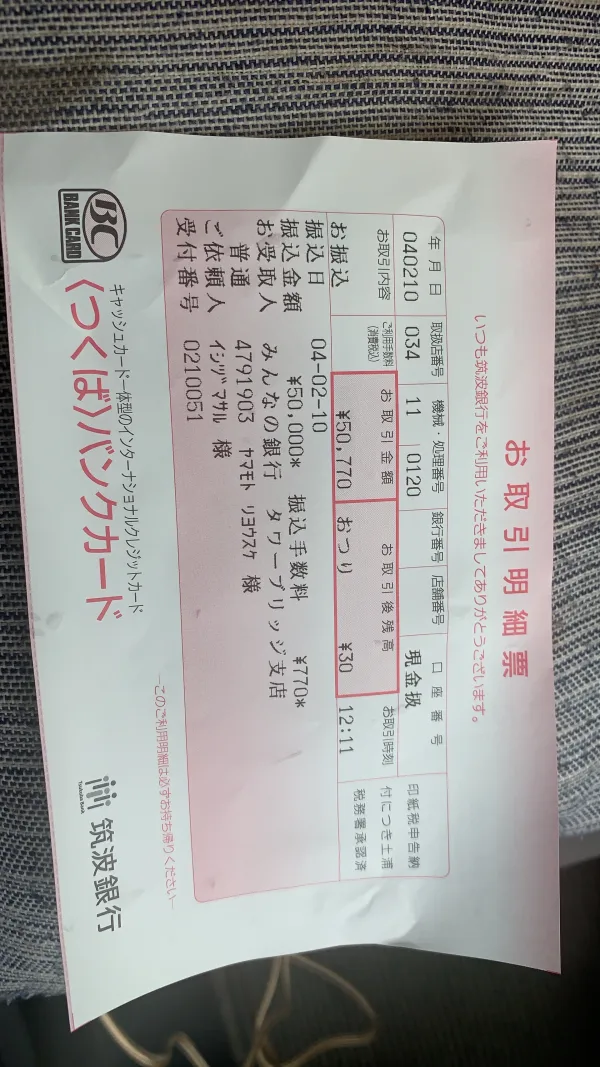 お取引明細票
いつも筑波銀行をご利用いただきましてありがとうございます。
年月日 取扱店番号 機械・処理番号 銀行番号 店舗番号 口座番号
040210 034 11 0120 現金扱 印紙税申告納
お取引内容 ご利用手数料(消費税込) お取引金額 お取引後残高 お取引時刻 付につき土浦
お振込 ¥50,770 おつり ¥30 12:11 税務署承認済
振込日 04-02-10
振込金額 ¥50,000* 振込手数料 ¥770*
お受取人 みんなの銀行 タワーブリッジ支店
普通 4791903 ヤマモト リヨウスケ 様
ご依頼人 イシヅマサル 様
受付番号 0210051
―このご利用明細は必ずお持ち帰りください―
BC
BANK CARD
キャッシュカード一体型のインターナショナルクレジットカード
〈つくば〉バンクカード
Tsukuba Bank
筑波銀行